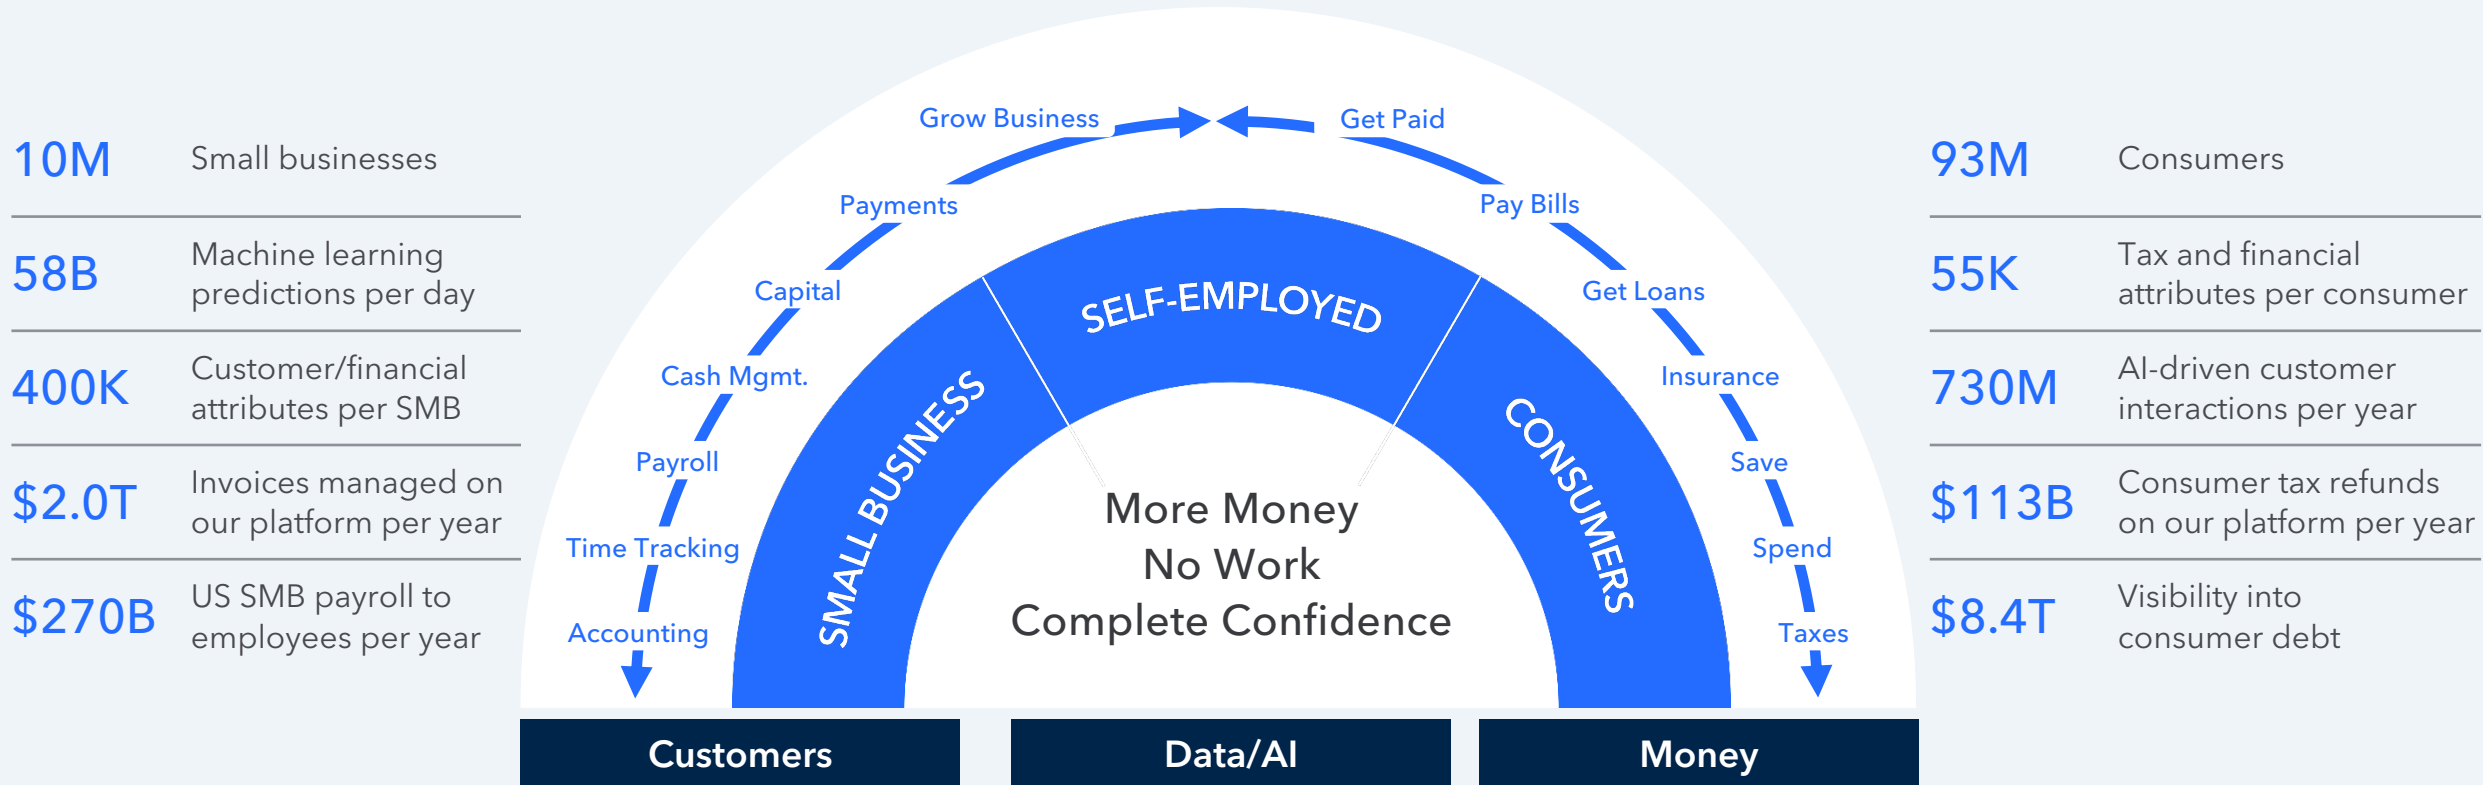 10M
Small businesses
58B
Machine learning
predictions per day
400K
Customer/financial
attributes per SMB
$2.0T
Invoices managed on
our platform per year
$270B
US SMB payroll to
employees per year
Grow Business
Payments
Capital
Cash Mgmt.
Payroll
Time Tracking
Accounting
Get Paid
Pay Bills
Get Loans
Insurance
Save
Spend
Taxes
SMALL BUSINESS
SELF-EMPLOYED
CONSUMERS
More Money
No Work
Complete Confidence
Customers
Data/AI
Money
93M
Consumers
55K
Tax and financial
attributes per consumer
730M
AI-driven customer
interactions per year
$113B
Consumer tax refunds
on our platform per year
$8.4T
Visibility into
consumer debt